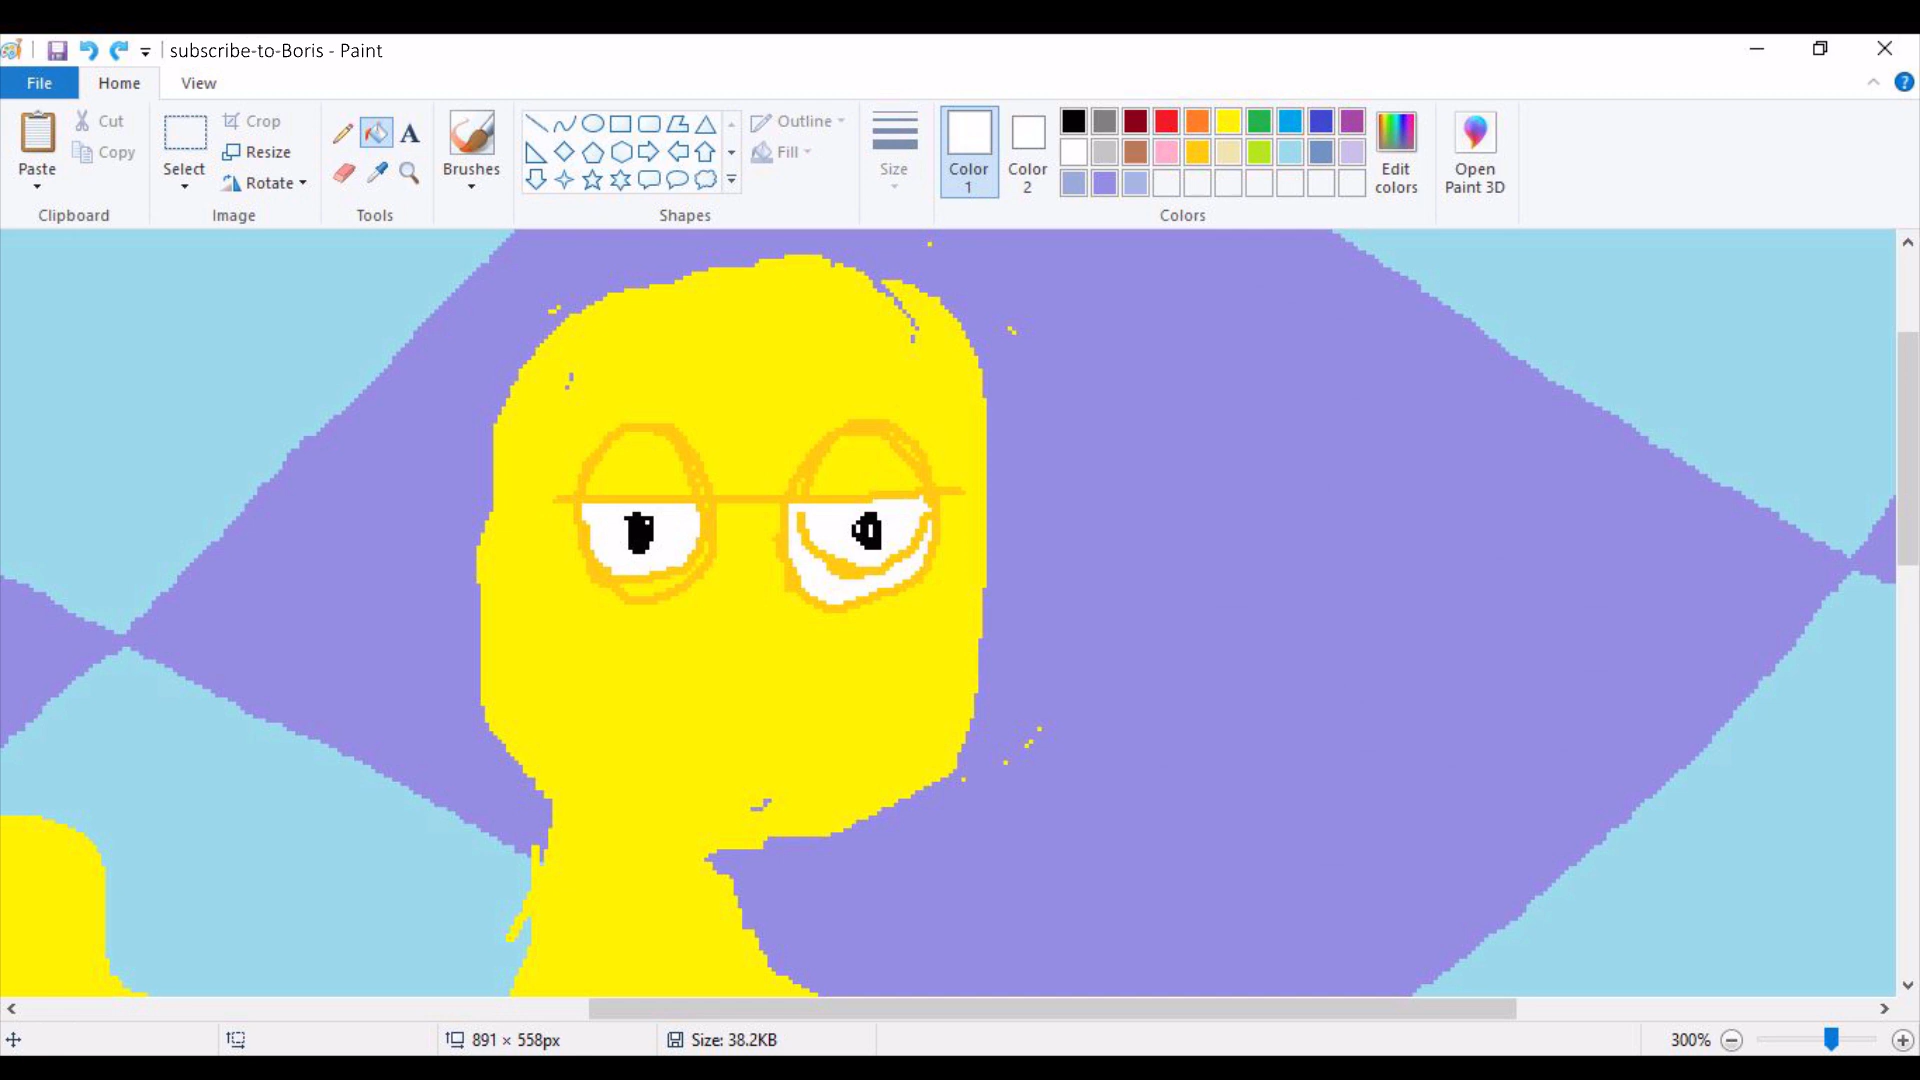 subscribe-to-Boris - Paint
File Home View
Paste
Cut
Copy
Clipboard
Select
Crop
Resize
Rotate
Image
A
Tools
Brushes
Outline
Fill
Shapes
Size
Color
1
Color
2
Edit
colors
Colors
Open
Paint 3D
?
891 × 558px
Size: 38.2KB
300%